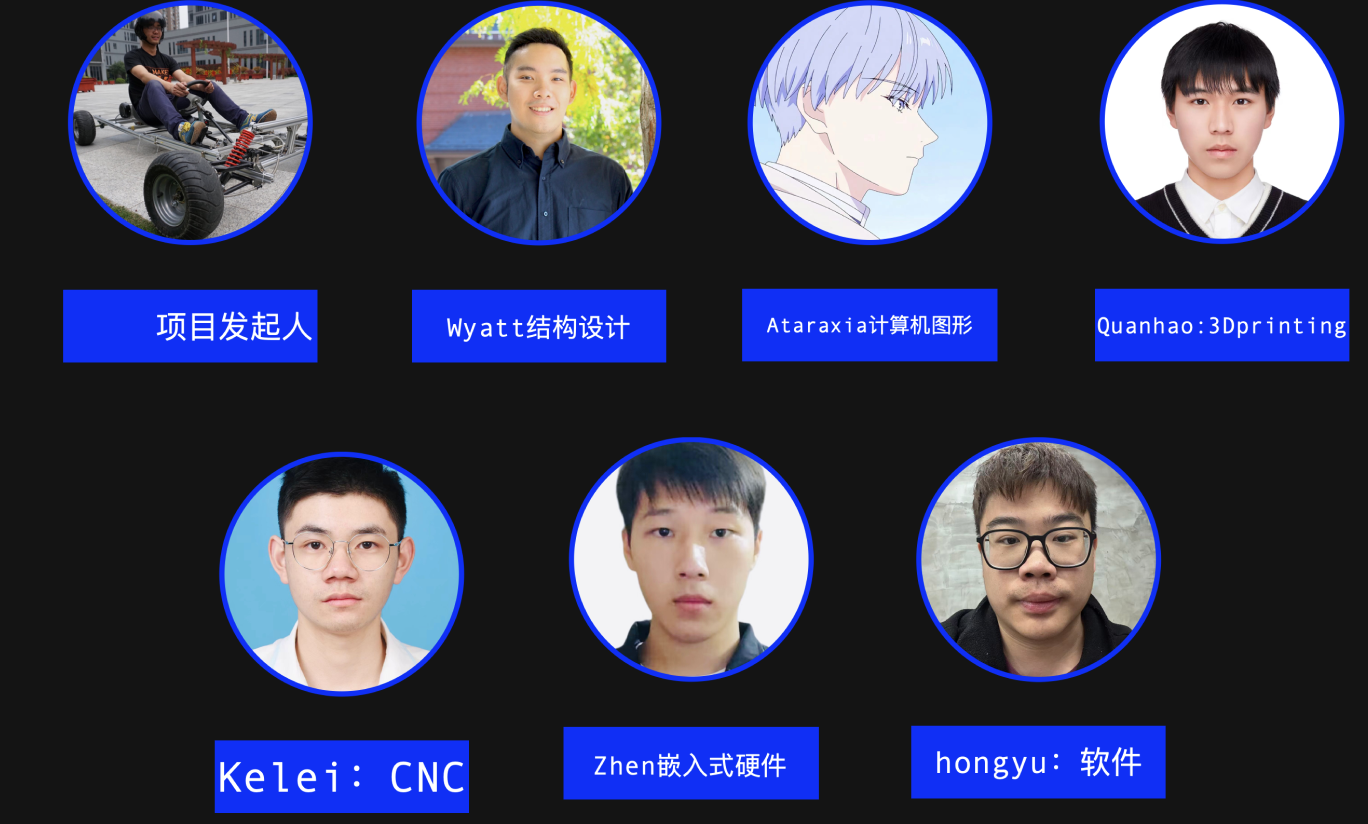 项目发起人
Wyatt结构设计
Ataraxia计算机图形
Quanhao:3Dprinting
Kelei: CNC
Zhen嵌入式硬件
hongyu: 软件